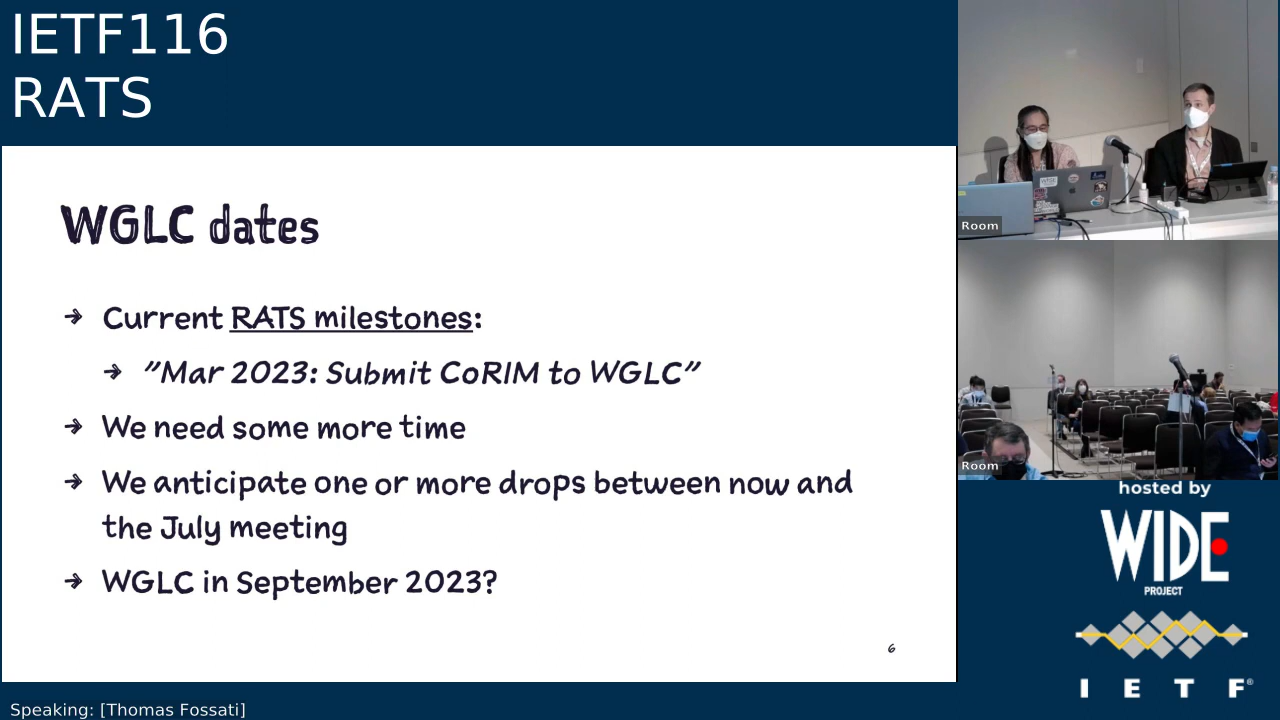 IETF116
RATS
WGLC dates
→ Current RATS milestones:
→ "Mar 2023: Submit CoRIM to WGLC"
→ We need some more time
→ We anticipate one or more drops between now and
the July meeting
→ WGLC in September 2023?
6
Speaking: [Thomas Fossati]
Room
Room
hosted by
WIDE
PROJECT
I E T F®